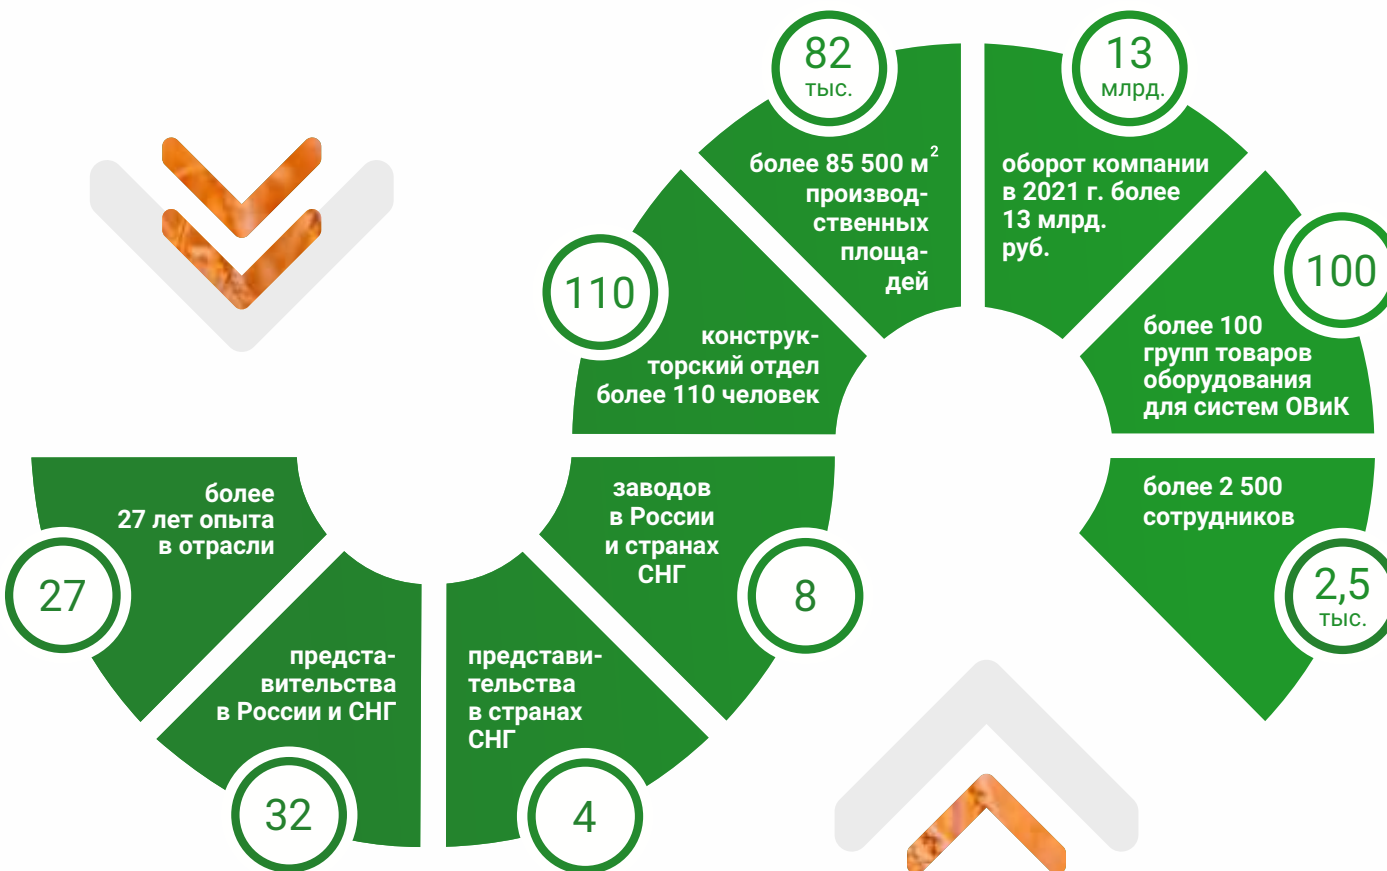 27
более
27 лет опыта
в отрасли
32
предста-
вительства
в России и СНГ
4
представи-
тельства
в странах
СНГ
8
заводов
в России
и странах
СНГ
110
конструк-
торский отдел
более 110 человек
82
тыс.
более 85 500 м²
производ-
ственных
площа-
дей
13
млрд.
оборот компании
в 2021 г. более
13 млрд.
руб.
100
более 100
групп товаров
оборудования
для систем ОВиК
2,5
тыс.
более 2 500
сотрудников